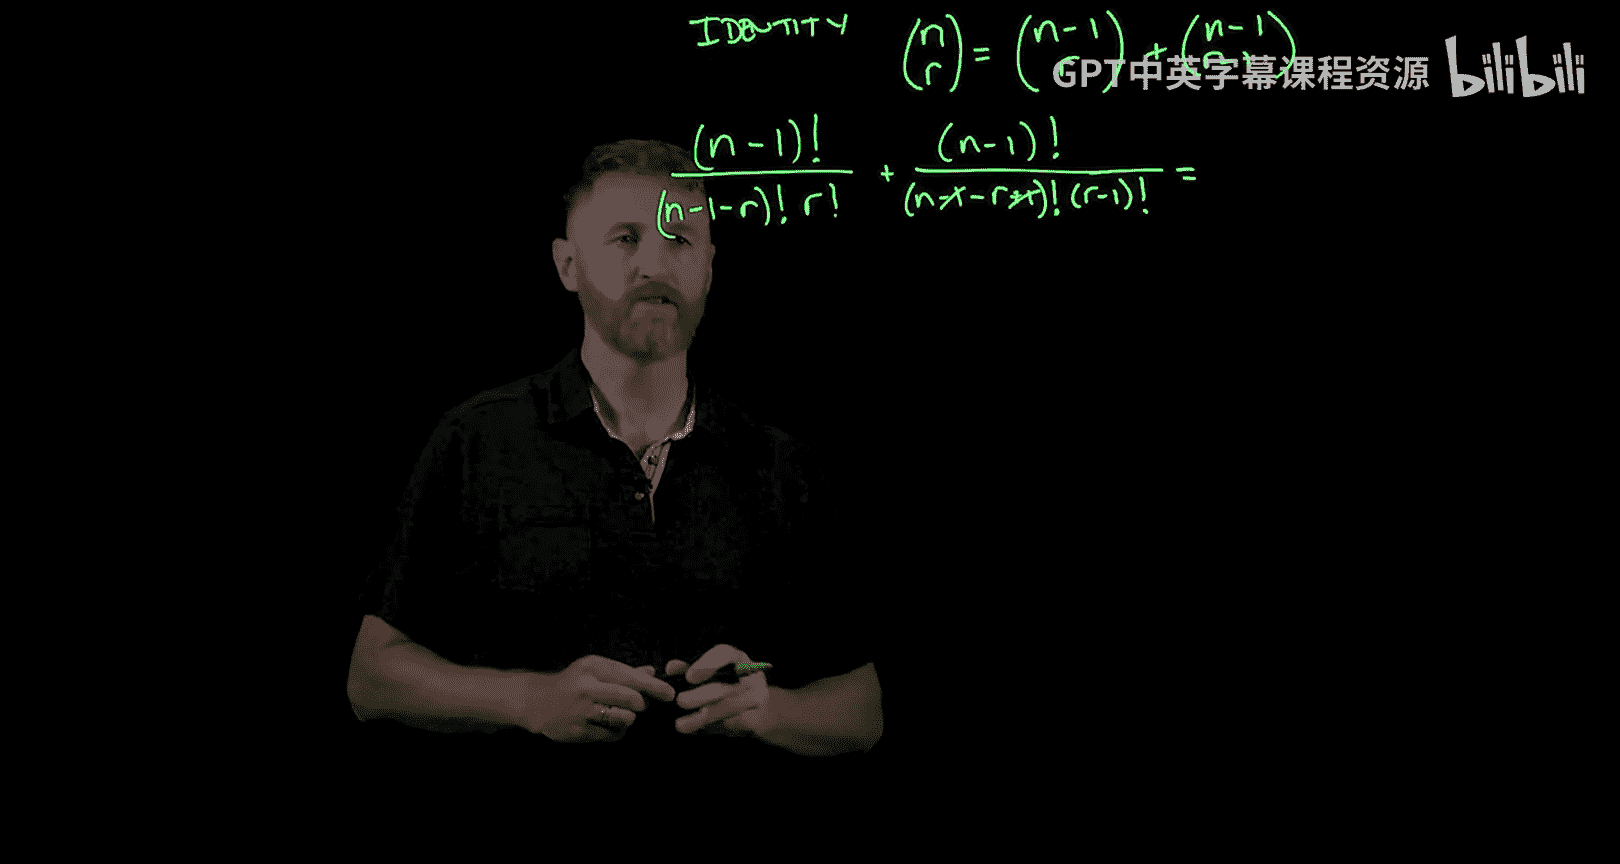 IDENTITY (n r) = (n-1 r) + (n-1
GPT中英字幕课程资源 bilibili
(n-1)! / (n-1-r)! r! + (n-1)! / (n-1-r+1)! (r-1)! =